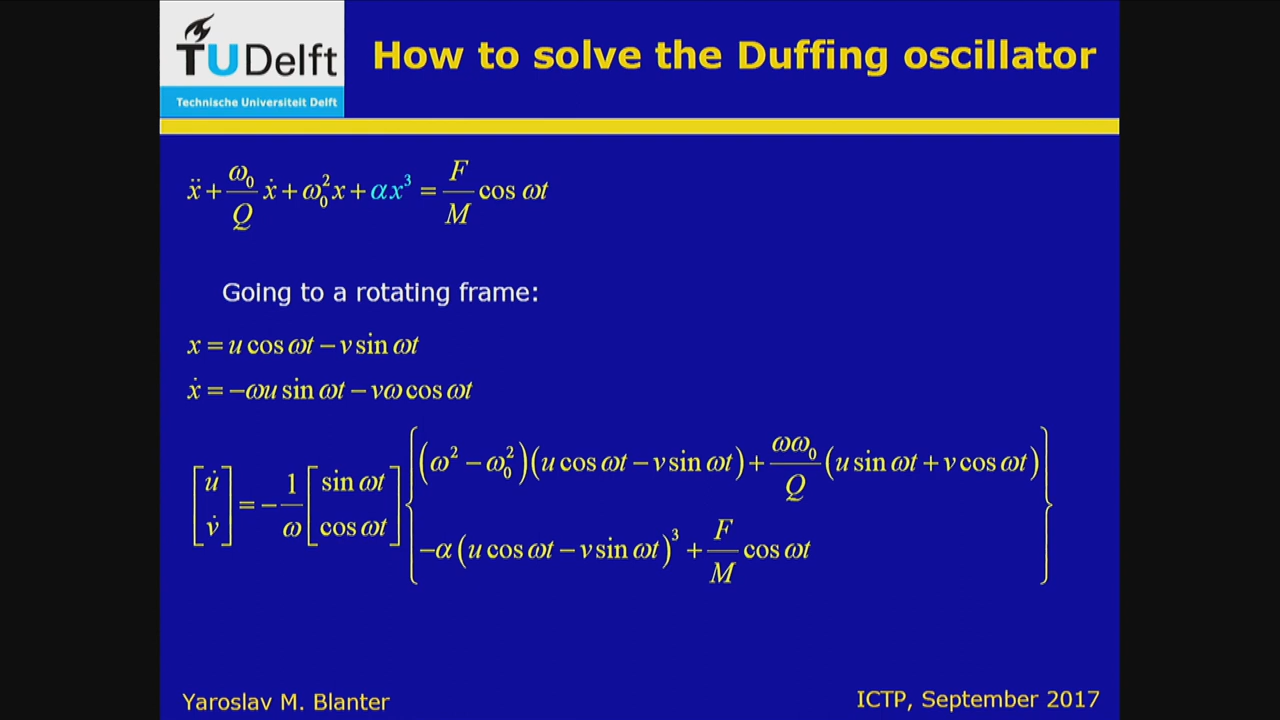 TU Delft
Technische Universiteit Delft
How to solve the Duffing oscillator
ẍ + ω₀/Q ẋ + ω₀²x + αx³ = F/M cos ωt
Going to a rotating frame:
x = u cos ωt − v sin ωt
ẋ = −ωu sin ωt − vω cos ωt
[u̇ v̇] = − 1/ω [sin ωt cos ωt] { (ω² − ω₀²)(u cos ωt − v sin ωt) + ωω₀/Q (u sin ωt + v cos ωt)
−α(u cos ωt − v sin ωt)³ + F/M cos ωt }
Yaroslav M. Blanter
ICTP, September 2017